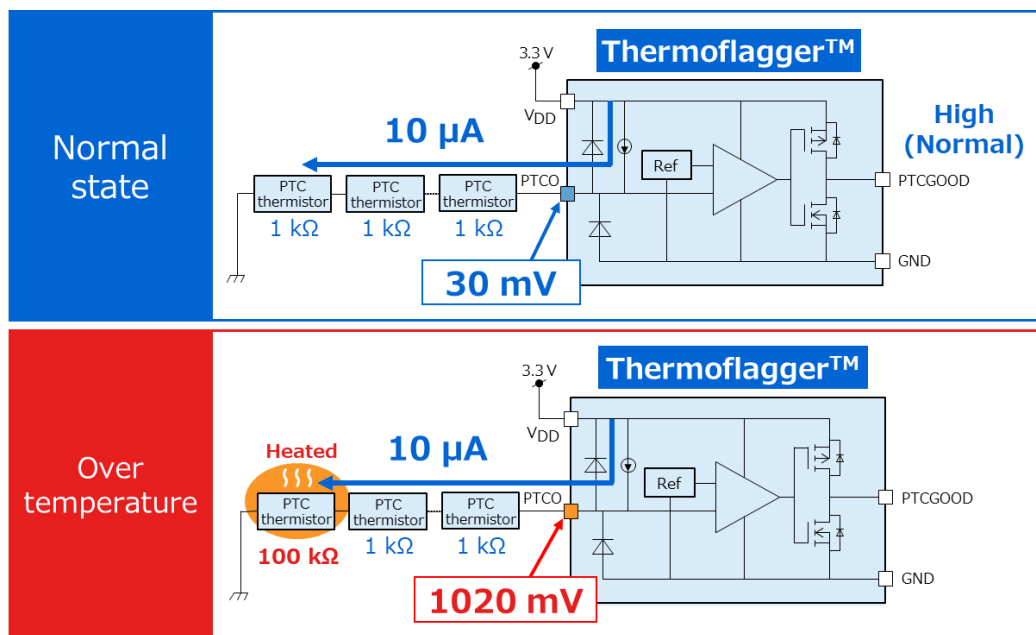 Normal
state
Thermoflagger™
3.3 V
VDD
10 µA
High
(Normal)
Ref
PTC
thermistor
PTC
thermistor
PTC
thermistor
PTCO
PTCGOOD
1 kΩ
1 kΩ
1 kΩ
GND
30 mV
Over
temperature
Thermoflagger™
3.3 V
VDD
Heated
10 µA
Ref
PTC
thermistor
PTC
thermistor
PTC
thermistor
PTCO
PTCGOOD
100 kΩ
1 kΩ
1 kΩ
GND
1020 mV